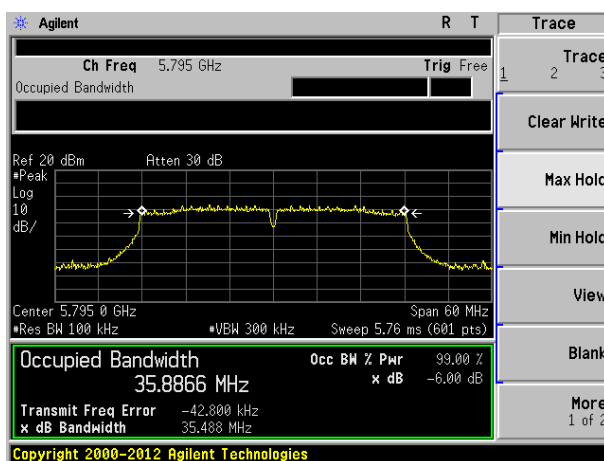 Agilent R T Trace
Ch Freq 5.795 GHz Trig Free
Occupied Bandwidth
Trace
1 2 3
Clear Write
Max Hold
Min Hold
View
Blank
More
1 of 2
Ref 20 dBm Atten 30 dB
#Peak
Log
10
dB/
Center 5.795 0 GHz Span 60 MHz
#Res BW 100 kHz #VBW 300 kHz Sweep 5.76 ms (601 pts)
Occupied Bandwidth Occ BW % Pwr 99.00 %
35.8866 MHz x dB -6.00 dB
Transmit Freq Error -42.800 kHz
x dB Bandwidth 35.488 MHz
Copyright 2000-2012 Agilent Technologies